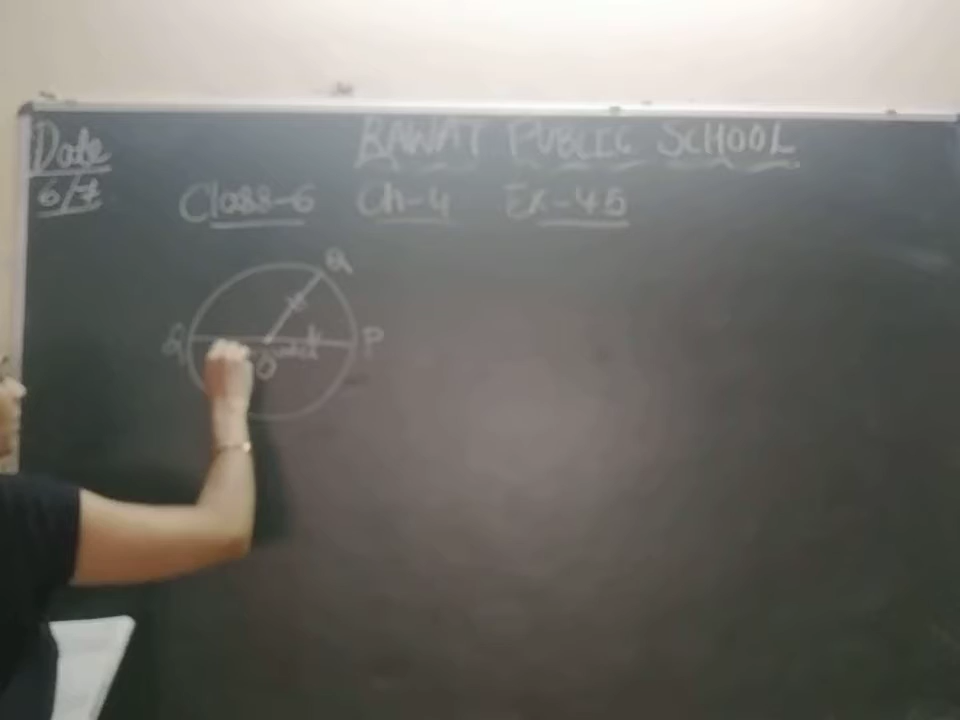 Date
6/7
RAWAT PUBLIC SCHOOL
Class-6 Ch-4 Ex-4.5
Q
P
O